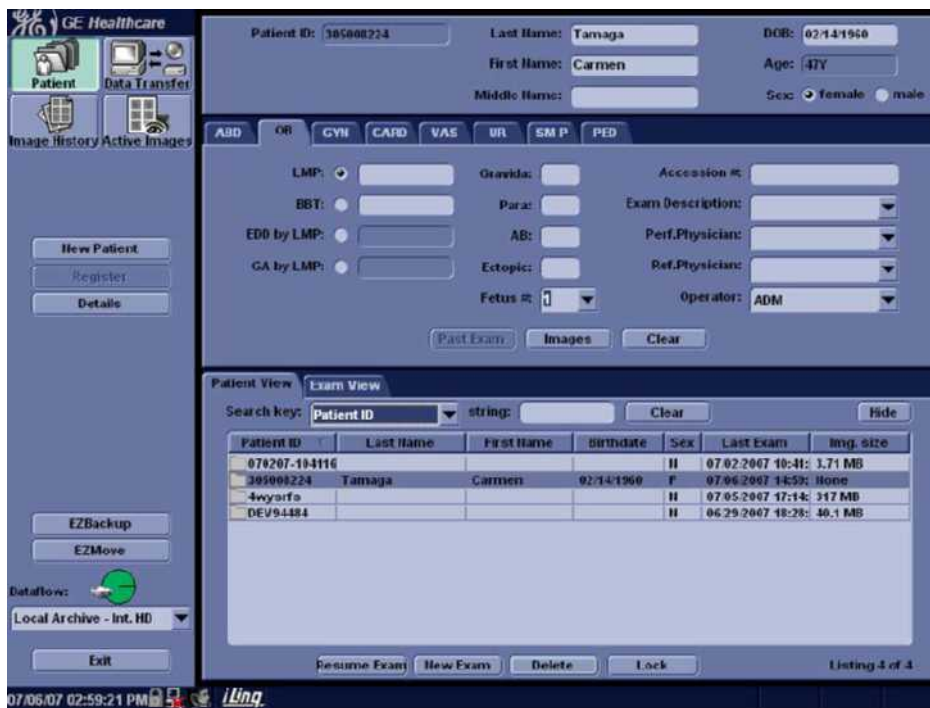 GE Healthcare
Patient
Data Transfer
Image History
Active Images
New Patient
Register
Details
EZBackup
EZMove
Dataflow:
Local Archive - Int. HD
Exit
Patient ID: 305008224
Last Name: Tamaga
DOB: 02/14/1960
First Name: Carmen
Age: 47Y
Middle Name:
Sex: female male
ABD OB GYN CARD VAS UR SM P PED
LMP: Gravida: Accession #:
BBT: Para: Exam Description:
EDD by LMP: AB: Perf.Physician:
GA by LMP: Ectopic: Ref.Physician:
Fetus #: 1 Operator: ADM
Past Exam Images Clear
Patient View Exam View
Search key: Patient ID string: Clear Hide
Patient ID Last Name First Name Birthdate Sex Last Exam Img. size
070207-104116 N 07/02/2007 10:41: 3.71 MB
305008224 Tamaga Carmen 02/14/1960 F 07/06/2007 14:59: None
N 07/05/2007 17:14: 317 MB
DEV94484 N 06/29/2007 18:28: 40.1 MB
Resume Exam New Exam Delete Lock Listing 4 of 4
07/06/07 02:59:21 PM iLinq